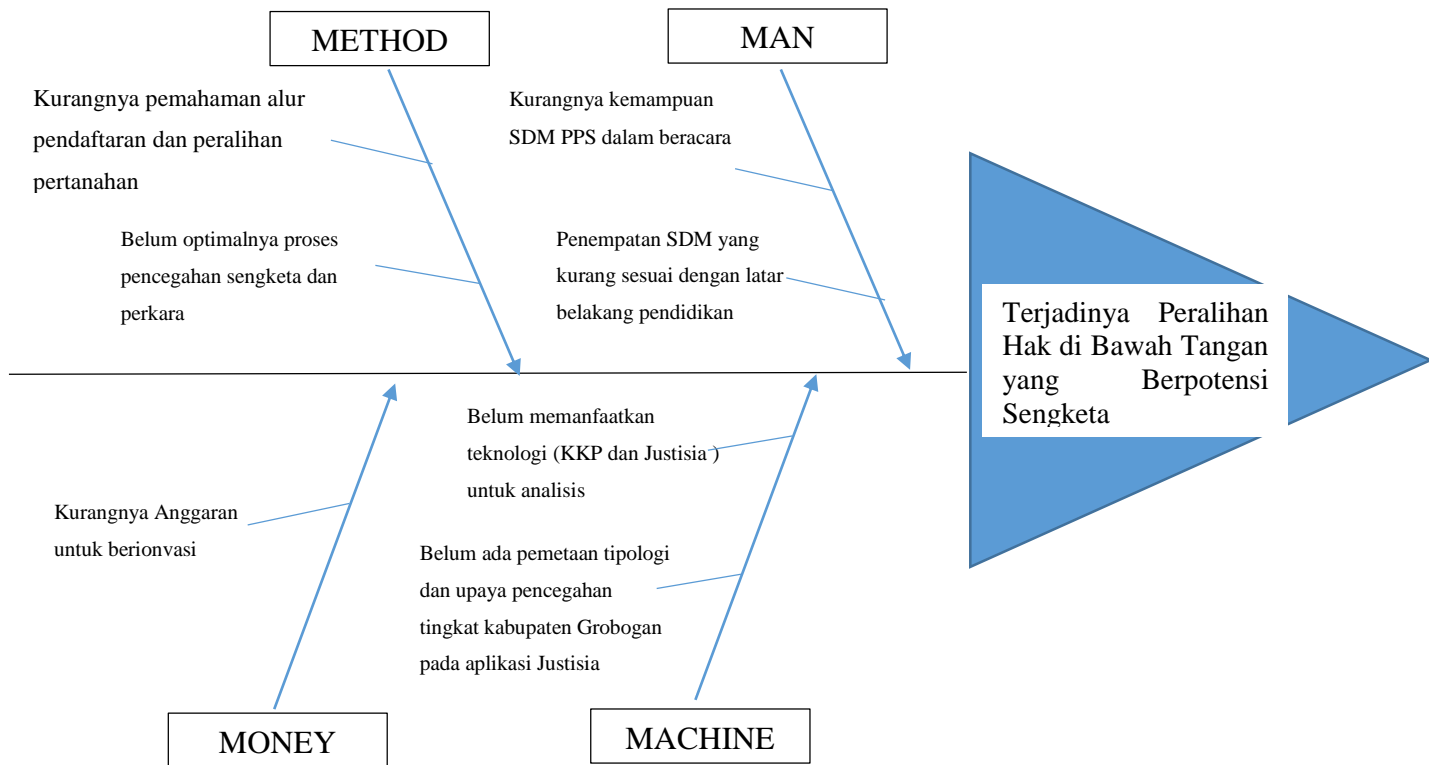 METHOD
MAN
Kurangnya pemahaman alur
pendaftaran dan peralihan
pertanahan
Kurangnya kemampuan
SDM PPS dalam beracara
Belum optimalnya proses
pencegahan sengketa dan
perkara
Penempatan SDM yang
kurang sesuai dengan latar
belakang pendidikan
Terjadinya Peralihan
Hak di Bawah Tangan
yang Berpotensi
Sengketa
Belum memanfaatkan
teknologi (KKP dan Justisia )
untuk analisis
Kurangnya Anggaran
untuk berionvasi
Belum ada pemetaan tipologi
dan upaya pencegahan
tingkat kabupaten Grobogan
pada aplikasi Justisia
MONEY
MACHINE